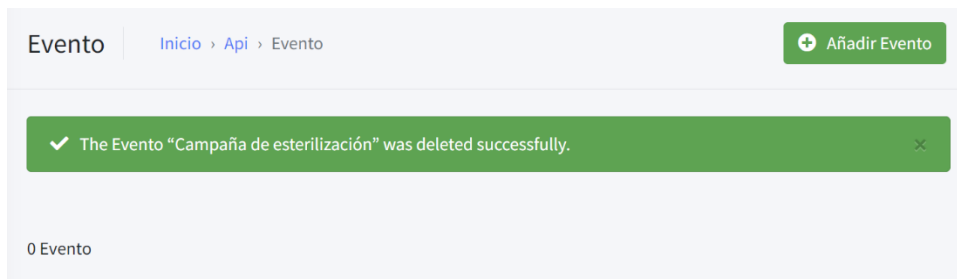 Evento
Inicio › Api › Evento
Añadir Evento
The Evento “Campaña de esterilización” was deleted successfully.
×
0 Evento